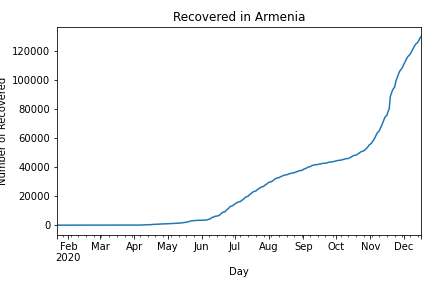 Recovered in Armenia
Number of Recovered
120000
100000
80000
60000
40000
20000
0
Feb Mar Apr May Jun Jul Aug Sep Oct Nov Dec
2020
Day